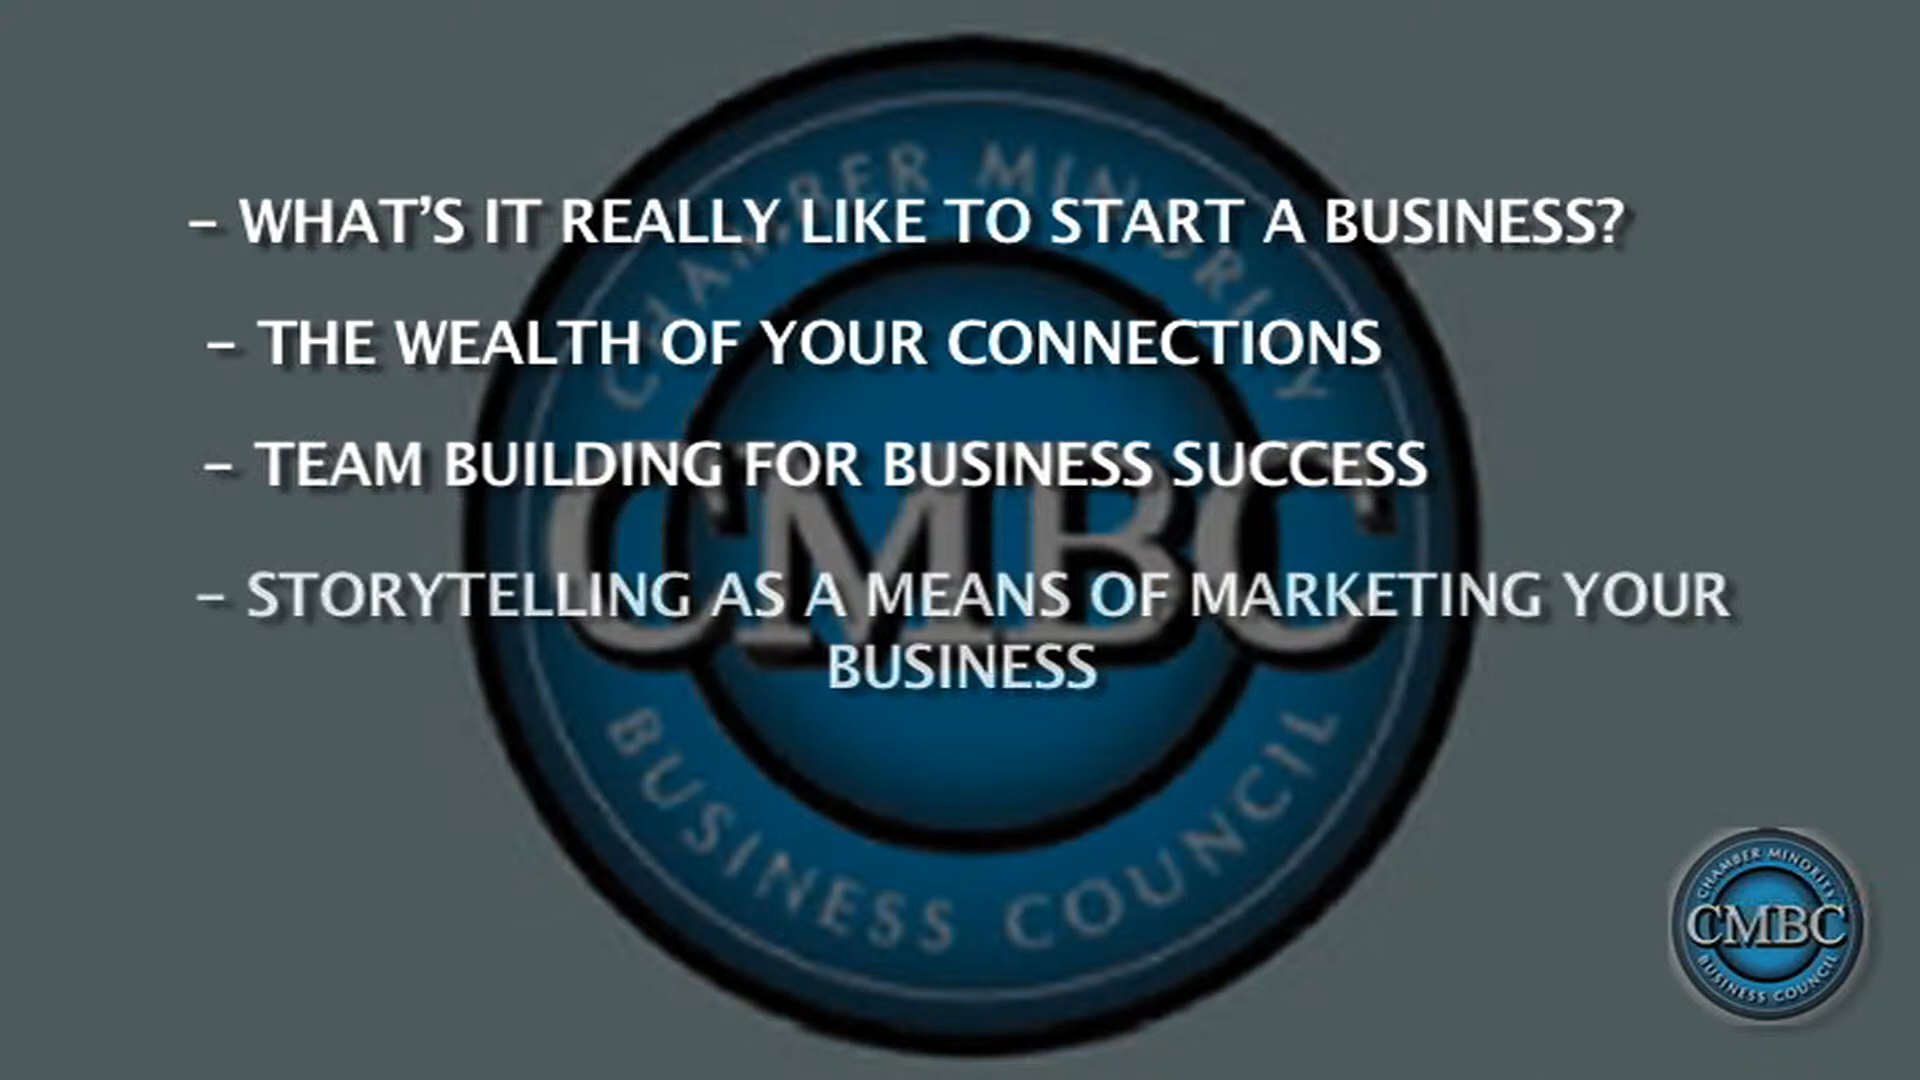 – WHAT'S IT REALLY LIKE TO START A BUSINESS?
– THE WEALTH OF YOUR CONNECTIONS
– TEAM BUILDING FOR BUSINESS SUCCESS
– STORYTELLING AS A MEANS OF MARKETING YOUR
BUSINESS
CHAMBER MINORITY
CMBC
BUSINESS COUNCIL
CHAMBER MINORITY
CMBC
BUSINESS COUNCIL